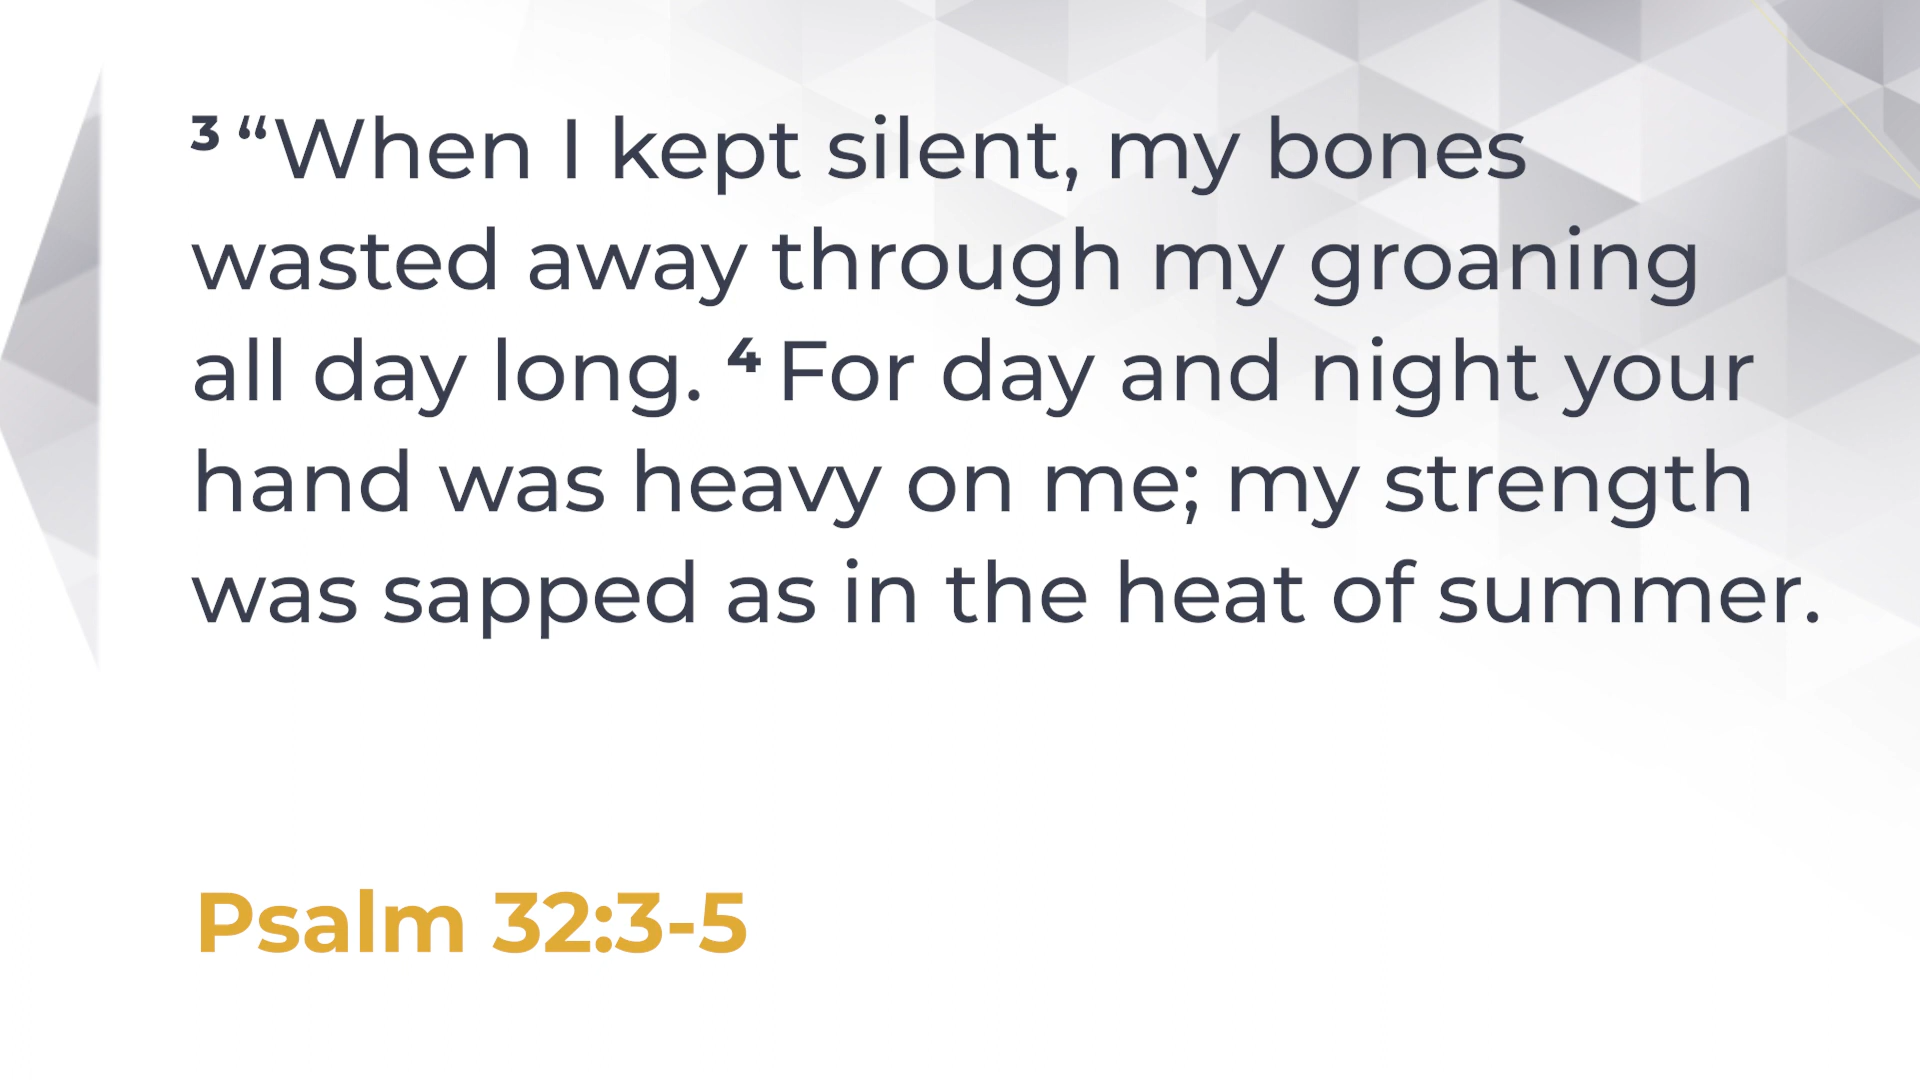 3 “When I kept silent, my bones
wasted away through my groaning
all day long. 4 For day and night your
hand was heavy on me; my strength
was sapped as in the heat of summer.
Psalm 32:3-5